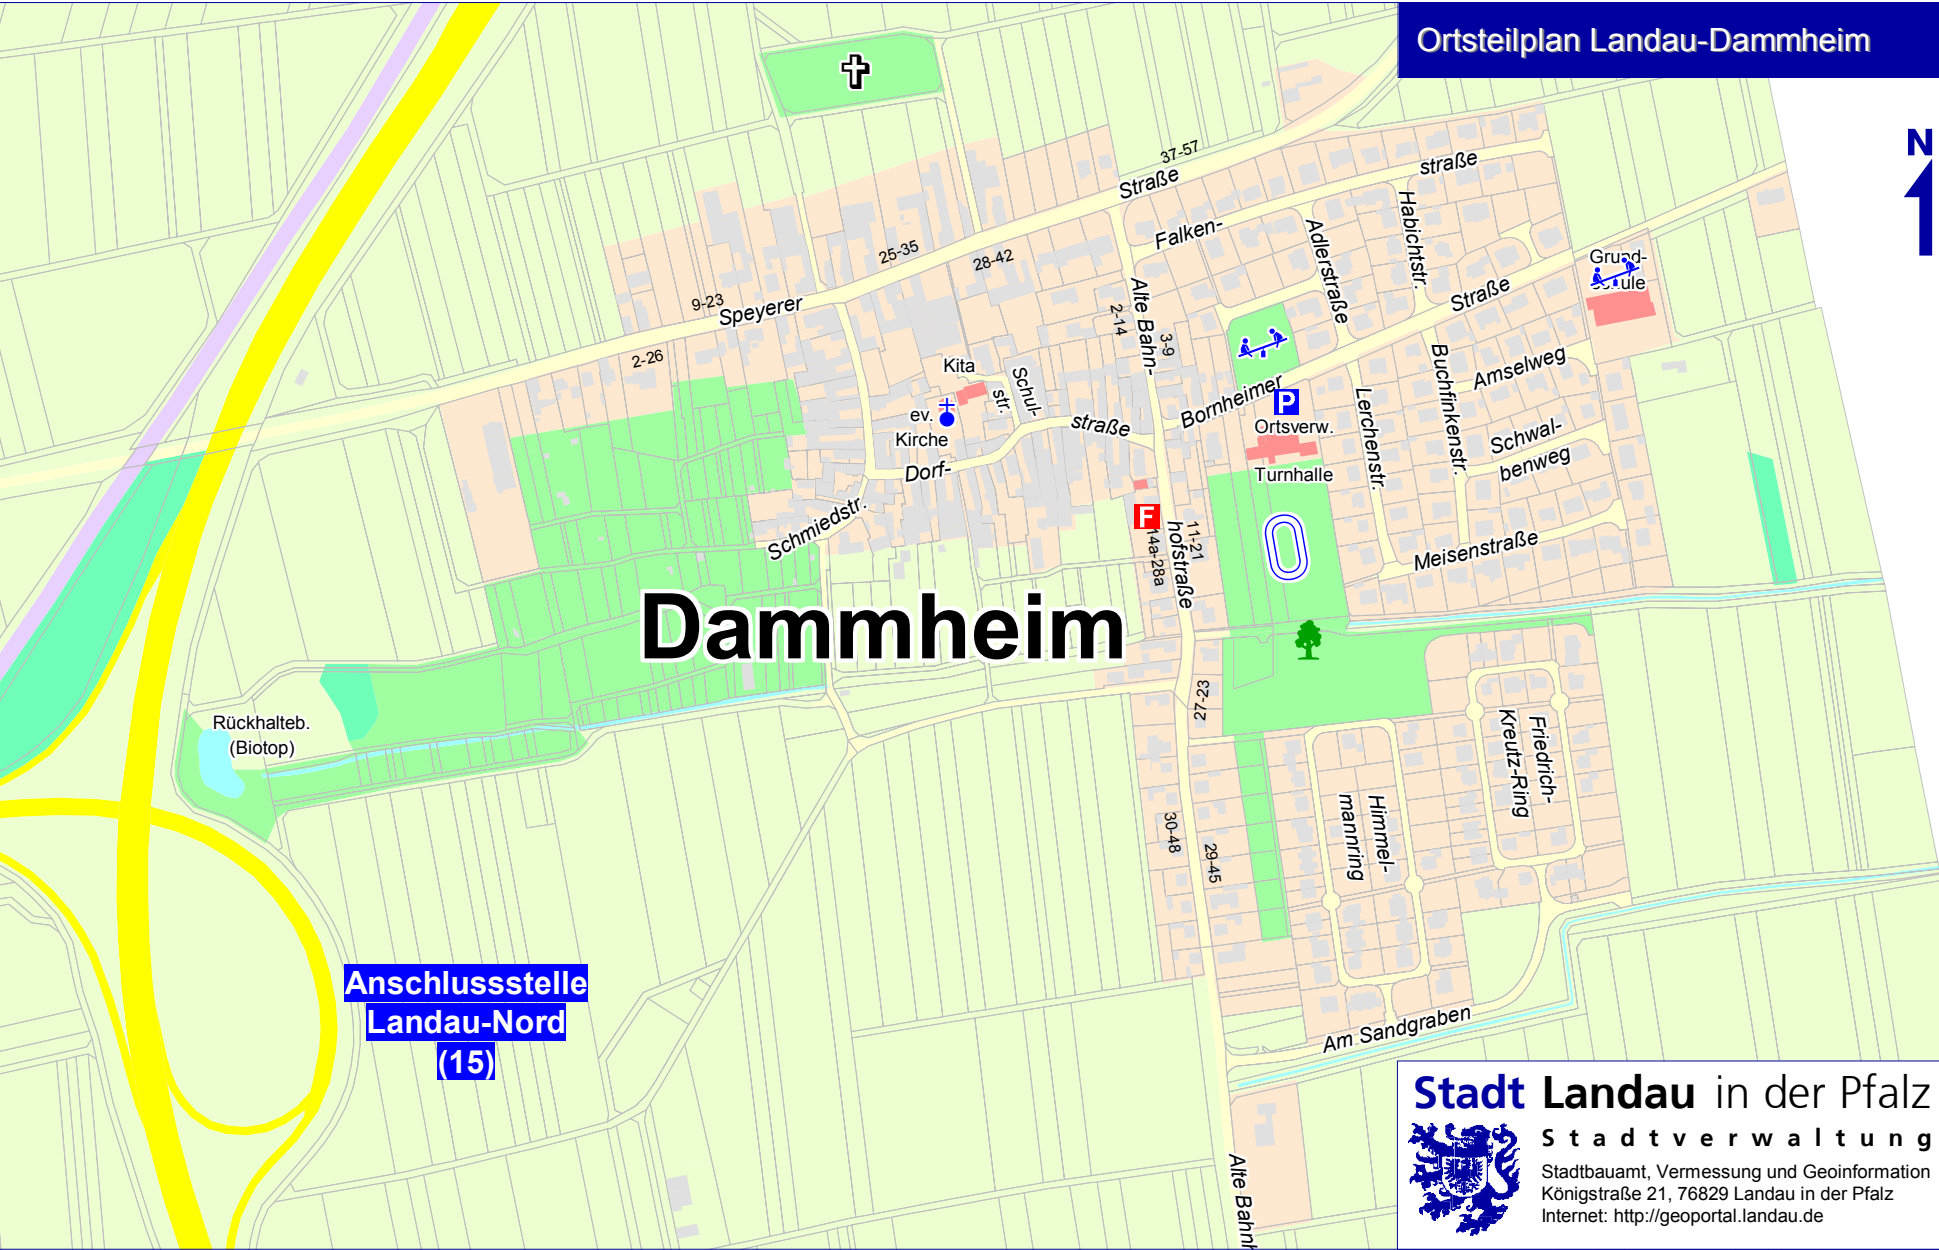 Ortsteilplan Landau-Dammheim
N
37-57
Straße
straße
Falken-
Habichtstr.
Adlerstraße
25-35
28-42
9-23
Speyerer
2-26
Alte Bahn-
2-14
3-9
Straße
Grund-
schule
Kita
Schul-
str.
ev.
Kirche
Dorf-
straße
Bornheimer
P
Ortsverw.
Turnhalle
Lerchenstr.
Buchfinkenstr.
Amselweg
Schwal-
benweg
Meisenstraße
Schmiedstr.
F
14a-28a
11-21
hofstraße
Dammheim
Rückhalteb.
(Biotop)
27-23
30-48
29-45
Himmel-
mannring
Friedrich-
Kreutz-Ring
Anschlussstelle
Landau-Nord
(15)
Am Sandgraben
Alte Bahnh
Stadt Landau in der Pfalz
Stadtverwaltung
Stadtbauamt, Vermessung und Geoinformation
Königstraße 21, 76829 Landau in der Pfalz
Internet: http://geoportal.landau.de